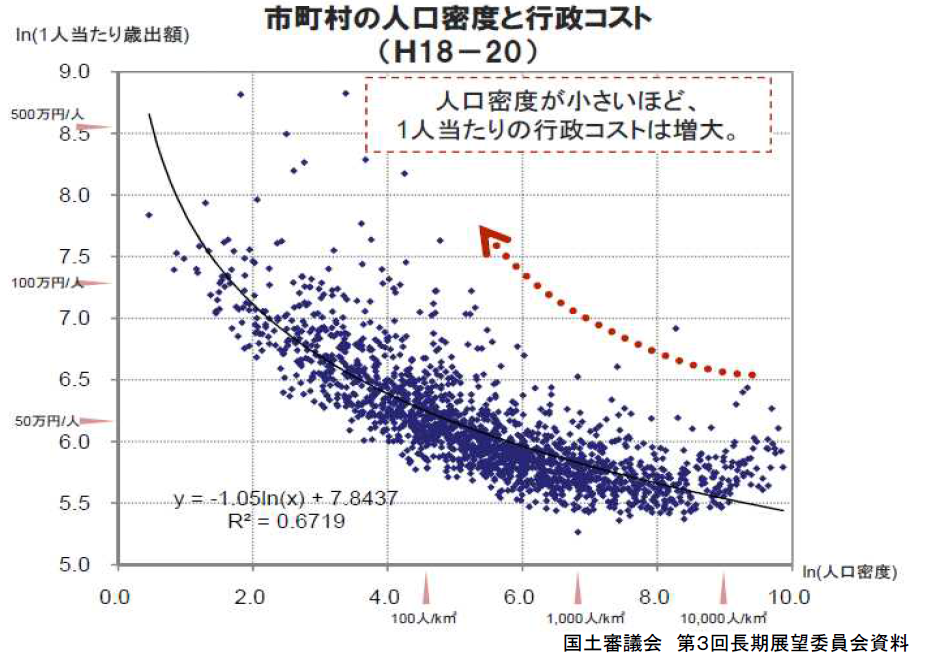 市町村の人口密度と行政コスト
（H18－20）
ln(1人当たり歳出額)
人口密度が小さいほど、
1人当たりの行政コストは増大。
9.0
500万円/人
8.5
8.0
7.5
100万円/人
7.0
6.5
50万円/人
6.0
5.5
5.0
y = -1.05ln(x) + 7.8437
R² = 0.6719
0.0 2.0 4.0 6.0 8.0 10.0
ln(人口密度)
100人/km² 1,000人/km² 10,000人/km²
国土審議会　第3回長期展望委員会資料